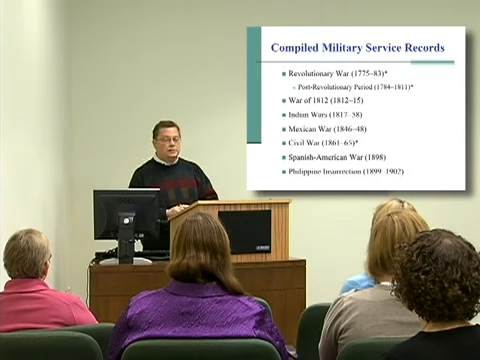 Compiled Military Service Records
Revolutionary War (1775–83)*
Post-Revolutionary Period (1784–1811)*
War of 1812 (1812–15)
Indian Wars (1817–58)
Mexican War (1846–48)
Civil War (1861–65)*
Spanish-American War (1898)
Philippine Insurrection (1899–1902)
DELL